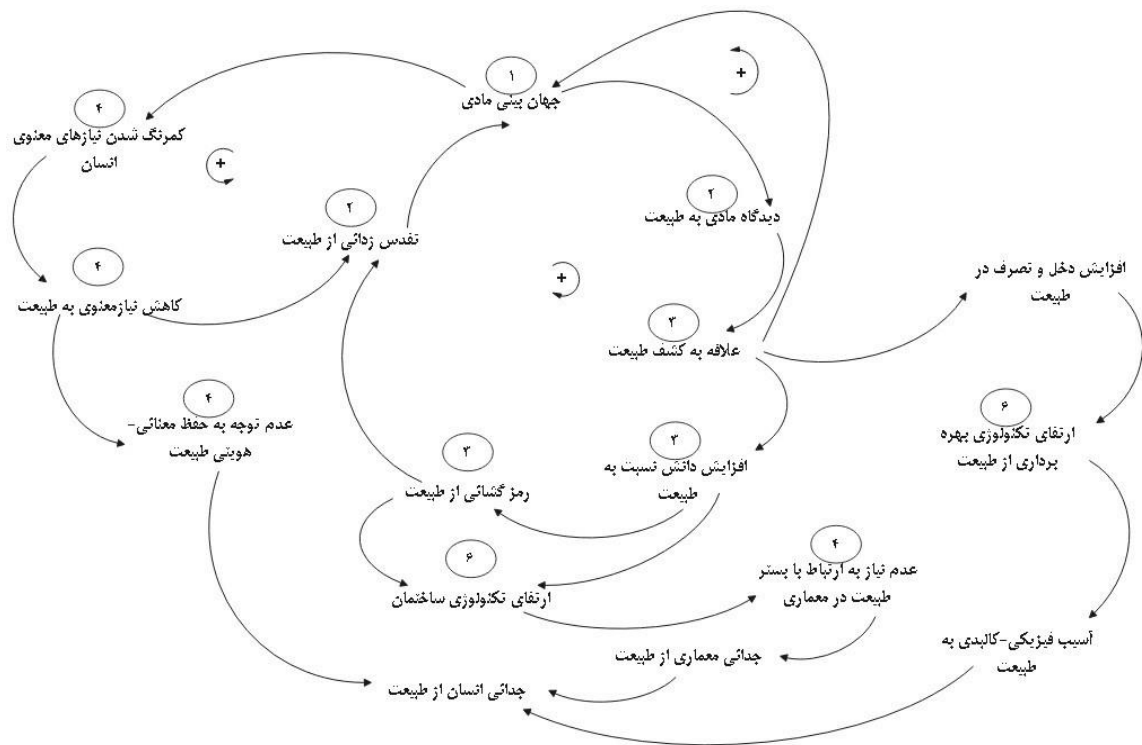 ۱
جهان بینی مادی
+
۴
کمرنگ شدن نیازهای معنوی
انسان
+
۲
تقدس زدائی از طبیعت
۲
دیدگاه مادی به طبیعت
+
۴
کاهش نیازمعنوی به طبیعت
افزایش دخل و تصرف در
طبیعت
۳
علاقه به کشف طبیعت
۴
عدم توجه به حفظ معنائی-
هویتی طبیعت
۶
ارتقای تکنولوژی بهره
برداری از طبیعت
۳
افزایش دانش نسبت به
طبیعت
۳
رمز گشائی از طبیعت
۶
ارتقای تکنولوژی ساختمان
۴
عدم نیاز به ارتباط با بستر
طبیعت در معماری
آسیب فیزیکی-کالبدی به
طبیعت
جدائی معماری از طبیعت
جدائی انسان از طبیعت